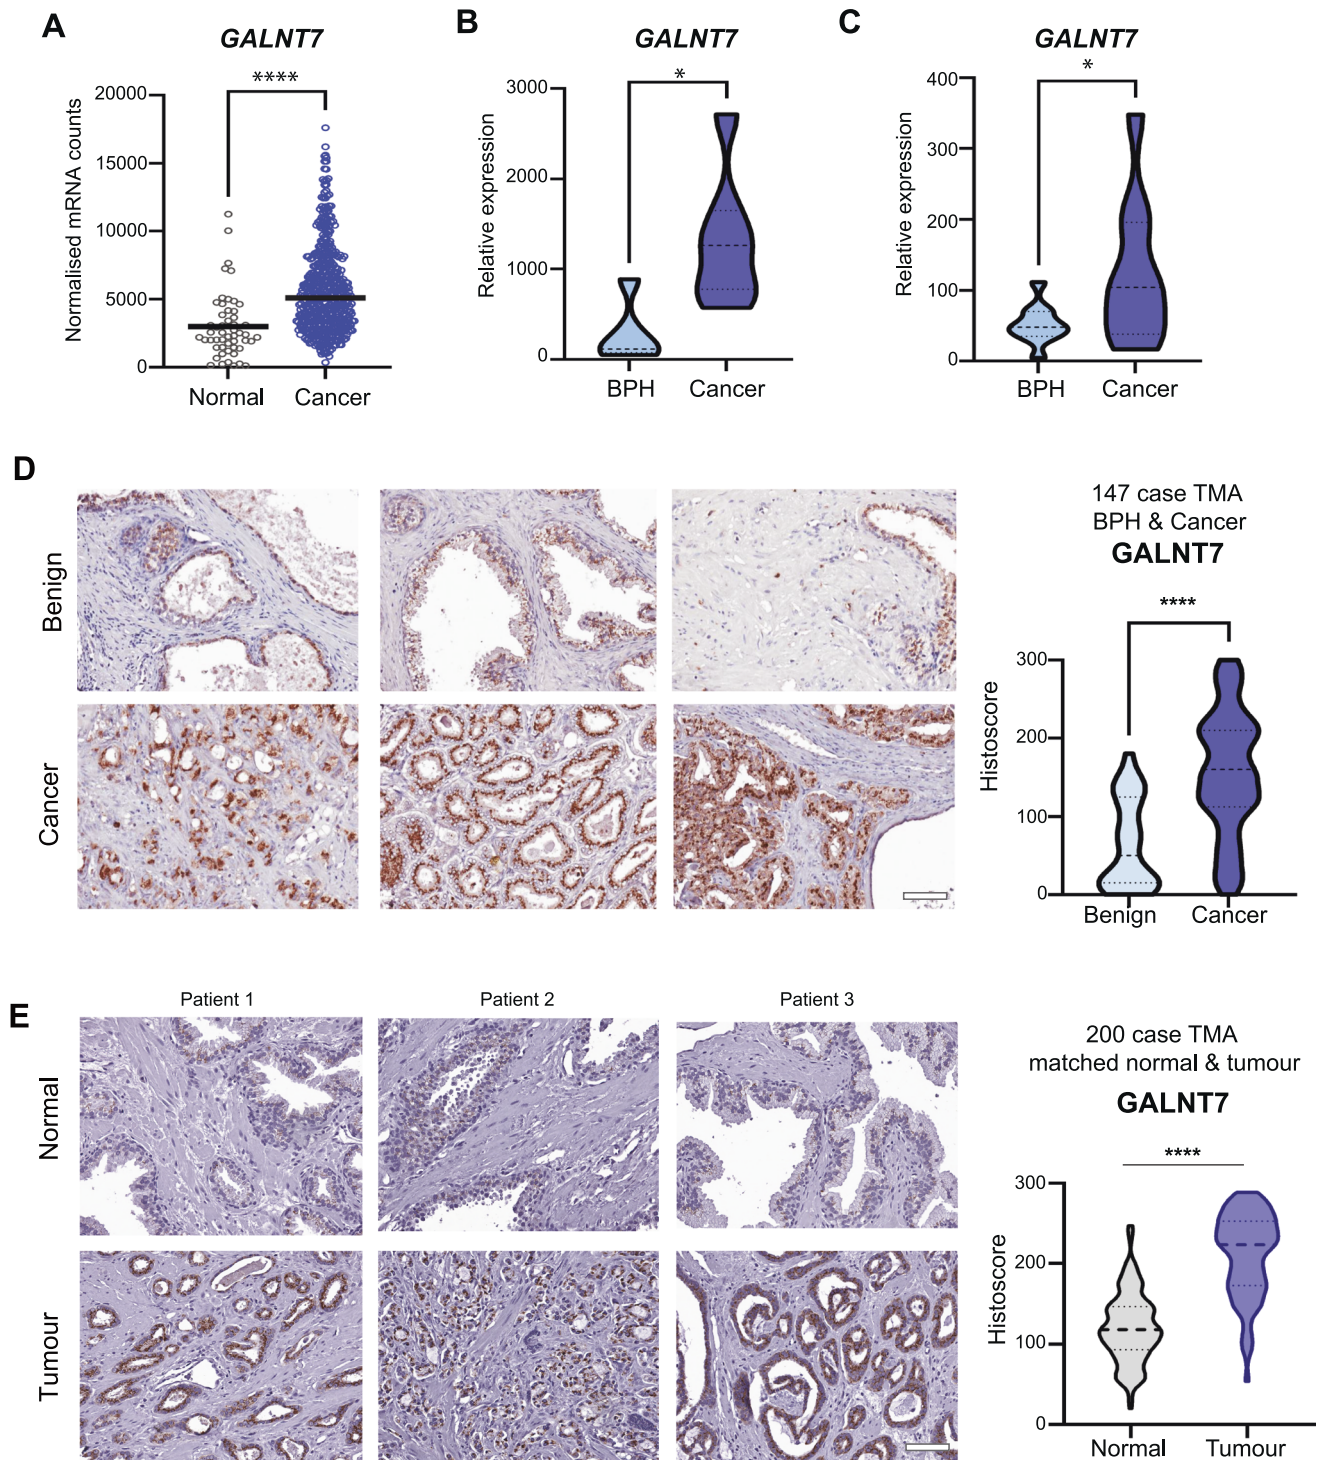 A
GALNT7
****
Normalised mRNA counts
20000
15000
10000
5000
0
Normal
Cancer
B
GALNT7
*
Relative expression
3000
2000
1000
0
BPH
Cancer
C
GALNT7
*
Relative expression
400
300
200
100
0
BPH
Cancer
D
Benign
Cancer
147 case TMA
BPH & Cancer
GALNT7
****
Histoscore
300
200
100
0
Benign
Cancer
E
Patient 1
Patient 2
Patient 3
Normal
Tumour
200 case TMA
matched normal & tumour
GALNT7
****
Histoscore
300
200
100
0
Normal
Tumour